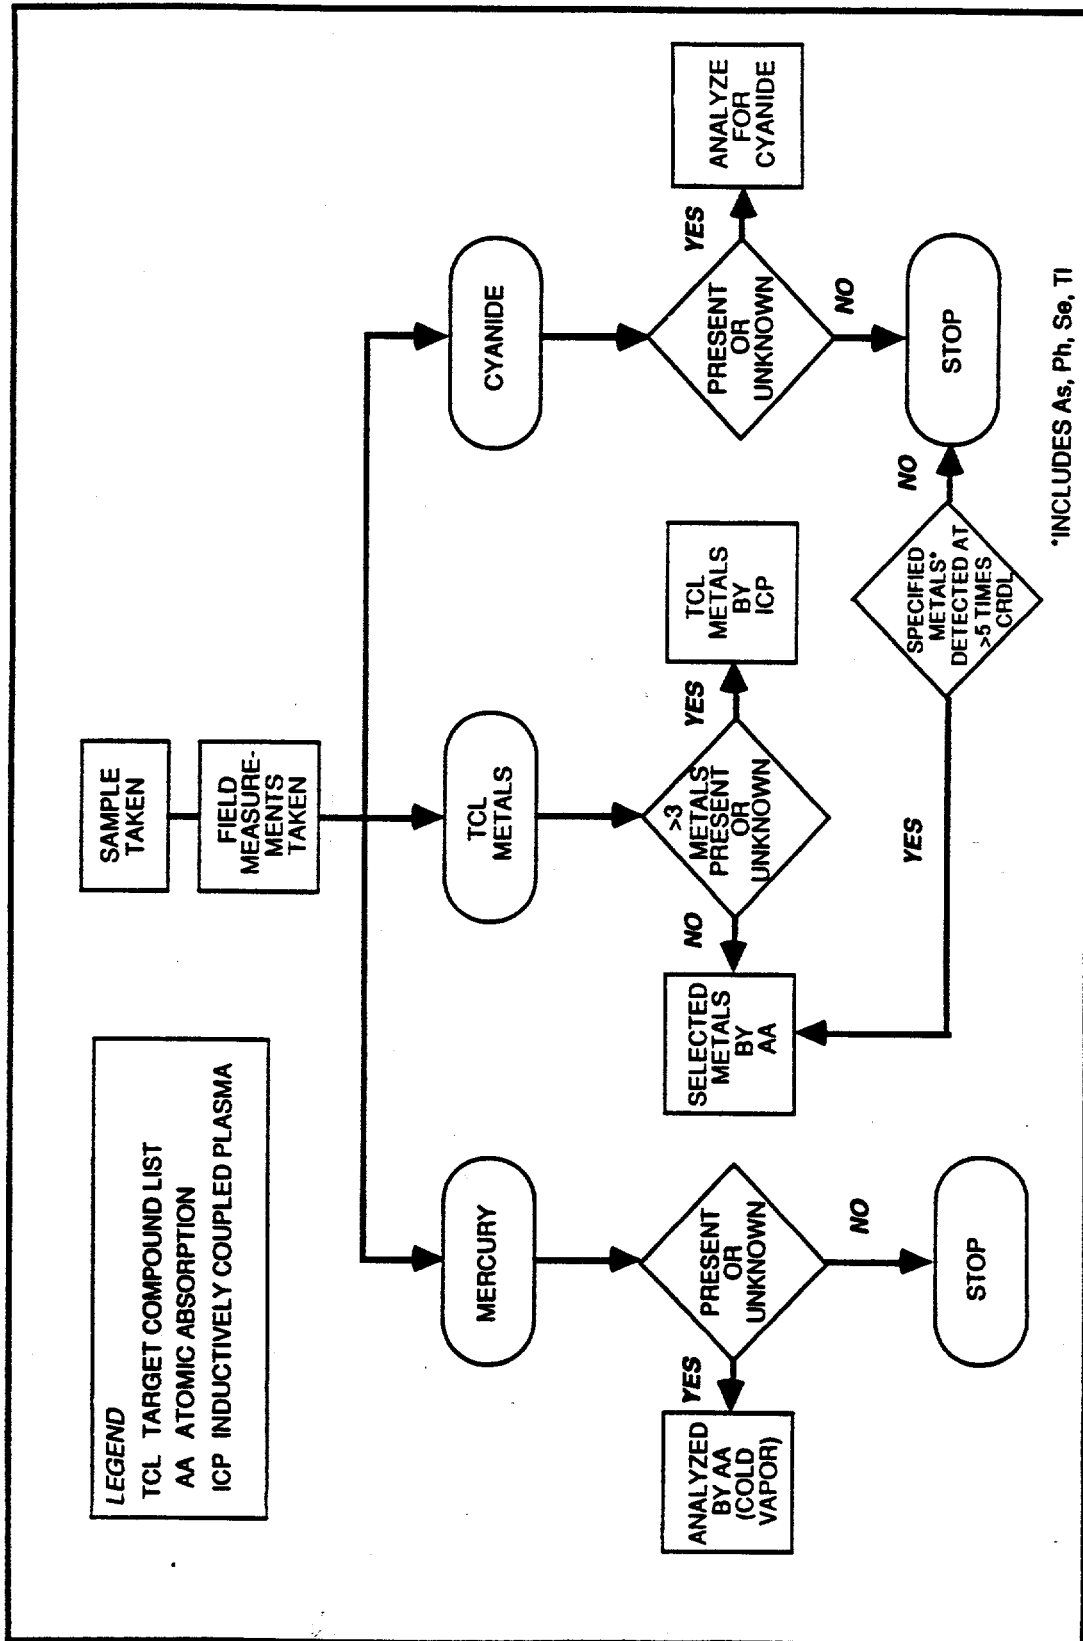 LEGEND
TCL TARGET COMPOUND LIST
AA ATOMIC ABSORPTION
ICP INDUCTIVELY COUPLED PLASMA
SAMPLE
TAKEN
FIELD
MEASURE-
MENTS
TAKEN
MERCURY
TCL
METALS
CYANIDE
ANALYZED
BY AA
(COLD
VAPOR)
YES
PRESENT
OR
UNKNOWN
NO
STOP
SELECTED
METALS
BY
AA
NO
>3
METALS
PRESENT
OR
UNKNOWN
YES
TCL
METALS
BY
ICP
PRESENT
OR
UNKNOWN
YES
ANALYZE
FOR
CYANIDE
NO
YES
SPECIFIED
METALS*
DETECTED AT
>5 TIMES
CRDL
NO
STOP
*INCLUDES As, Ph, Se, Tl